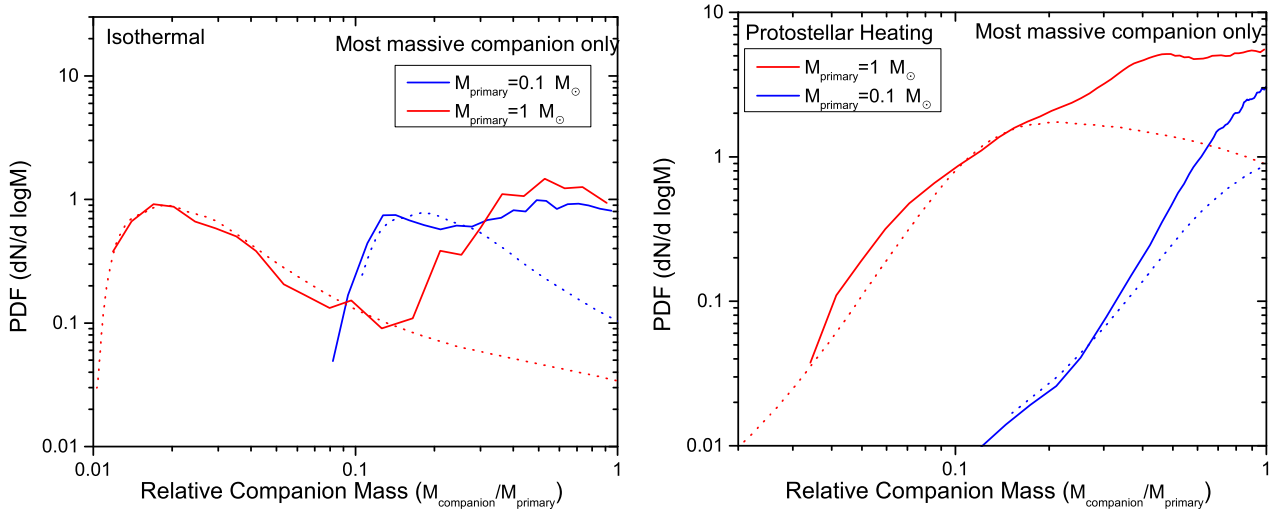 Isothermal
Most massive companion only
M_primary=0.1 M_☉
M_primary=1 M_☉
10
1
0.1
0.01
PDF (dN/d logM)
0.01
0.1
1
Relative Companion Mass (M_companion/M_primary)
Protostellar Heating
Most massive companion only
M_primary=1 M_☉
M_primary=0.1 M_☉
10
1
0.1
0.01
PDF (dN/d logM)
0.1
1
Relative Companion Mass (M_companion/M_primary)